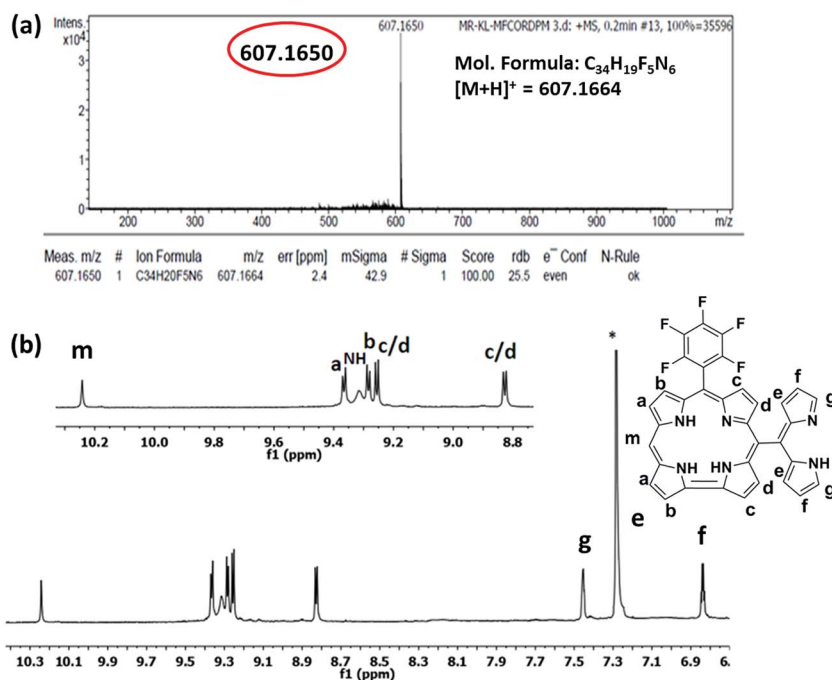 (a)
Intens.
x10⁴
3
2
1
0
607.1650
607.1650
MR-KL-MFCORDPM 3.d: +MS, 0.2min #13, 100%=35596
Mol. Formula: C₃₄H₁₉F₅N₆
[M+H]⁺ = 607.1664
200 300 400 500 600 700 800 900 1000 m/z
Meas. m/z # Ion Formula m/z err [ppm] mSigma # Sigma Score rdb e⁻ Conf N-Rule
607.1650 1 C34H20F5N6 607.1664 2.4 42.9 1 100.00 25.5 even ok
(b)
m
a
NH
b
c/d
c/d
10.2 10.0 9.8 9.6 9.4 9.2 9.0 8.8
f1 (ppm)
*
F
F F
F F
b c e f g
a d N
NH N
m
NH HN NH
a d e g
b c f
g
e
f
10.3 10.1 9.9 9.7 9.5 9.3 9.1 8.9 8.7 8.5 8.3 8.1 7.9 7.7 7.5 7.3 7.1 6.9 6.
f1 (ppm)